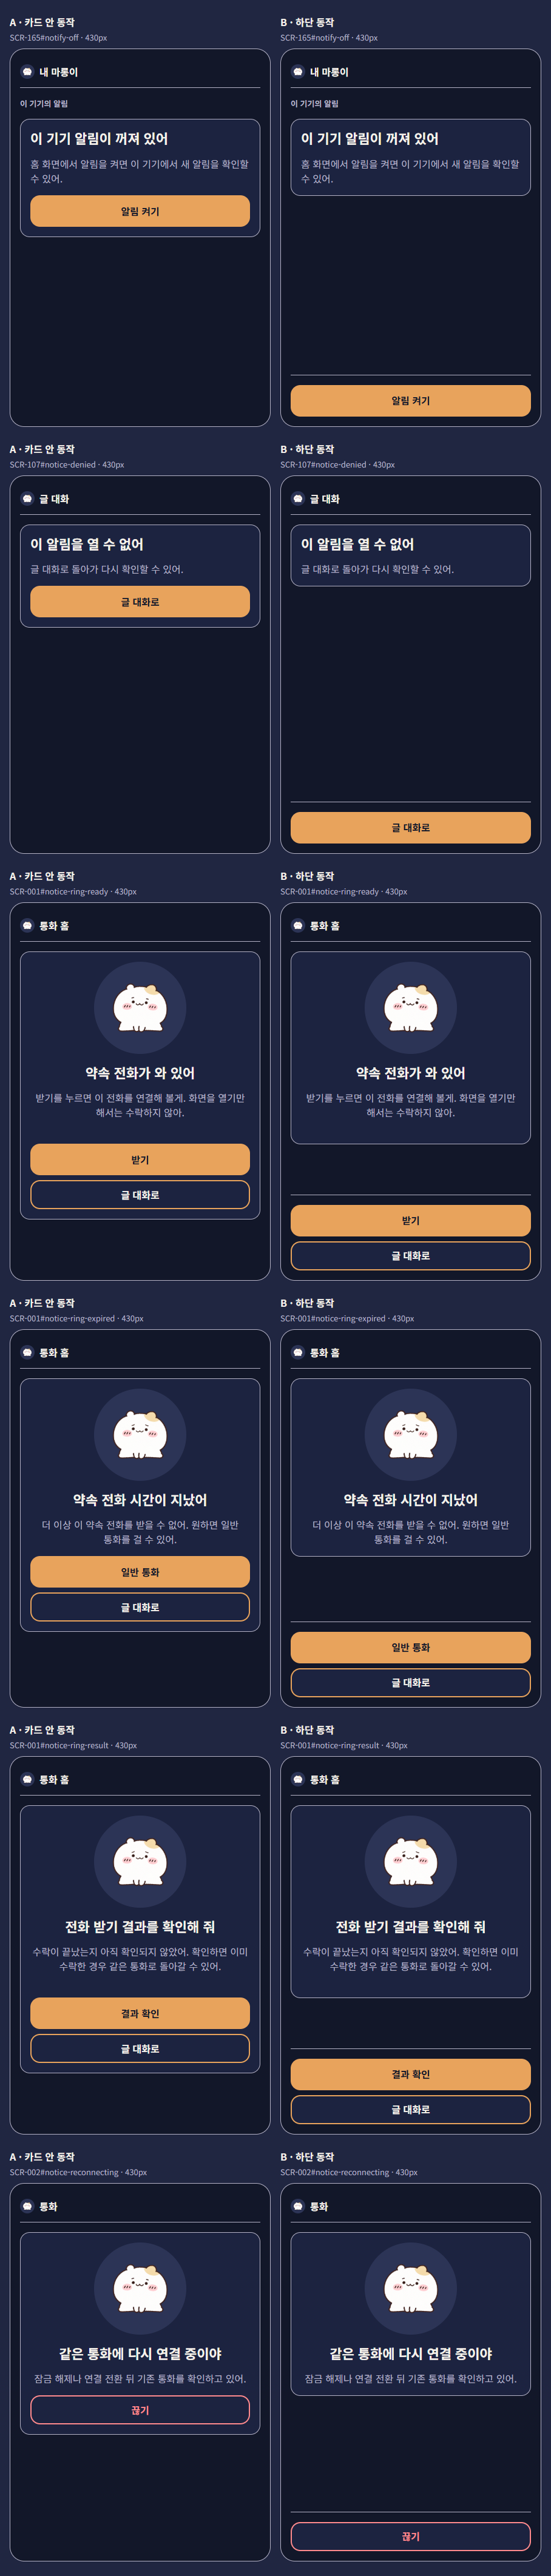 A · 카드 안 동작
SCR-165#notify-off · 430px
내 마롱이
이 기기의 알림
이 기기 알림이 꺼져 있어
홈 화면에서 알림을 켜면 이 기기에서 새 알림을 확인할
수 있어.
알림 켜기
B · 하단 동작
SCR-165#notify-off · 430px
내 마롱이
이 기기의 알림
이 기기 알림이 꺼져 있어
홈 화면에서 알림을 켜면 이 기기에서 새 알림을 확인할
수 있어.
알림 켜기
A · 카드 안 동작
SCR-107#notice-denied · 430px
글 대화
이 알림을 열 수 없어
글 대화로 돌아가 다시 확인할 수 있어.
글 대화로
B · 하단 동작
SCR-107#notice-denied · 430px
글 대화
이 알림을 열 수 없어
글 대화로 돌아가 다시 확인할 수 있어.
글 대화로
A · 카드 안 동작
SCR-001#notice-ring-ready · 430px
통화 홈
약속 전화가 와 있어
받기를 누르면 이 전화를 연결해 볼게. 화면을 열기만
해서는 수락하지 않아.
받기
글 대화로
B · 하단 동작
SCR-001#notice-ring-ready · 430px
통화 홈
약속 전화가 와 있어
받기를 누르면 이 전화를 연결해 볼게. 화면을 열기만
해서는 수락하지 않아.
받기
글 대화로
A · 카드 안 동작
SCR-001#notice-ring-expired · 430px
통화 홈
약속 전화 시간이 지났어
더 이상 이 약속 전화를 받을 수 없어. 원하면 일반
통화를 걸 수 있어.
일반 통화
글 대화로
B · 하단 동작
SCR-001#notice-ring-expired · 430px
통화 홈
약속 전화 시간이 지났어
더 이상 이 약속 전화를 받을 수 없어. 원하면 일반
통화를 걸 수 있어.
일반 통화
글 대화로
A · 카드 안 동작
SCR-001#notice-ring-result · 430px
통화 홈
전화 받기 결과를 확인해 줘
수락이 끝났는지 아직 확인되지 않았어. 확인하면 이미
수락한 경우 같은 통화로 돌아갈 수 있어.
결과 확인
글 대화로
B · 하단 동작
SCR-001#notice-ring-result · 430px
통화 홈
전화 받기 결과를 확인해 줘
수락이 끝났는지 아직 확인되지 않았어. 확인하면 이미
수락한 경우 같은 통화로 돌아갈 수 있어.
결과 확인
글 대화로
A · 카드 안 동작
SCR-002#notice-reconnecting · 430px
통화
같은 통화에 다시 연결 중이야
잠금 해제나 연결 전환 뒤 기존 통화를 확인하고 있어.
끊기
B · 하단 동작
SCR-002#notice-reconnecting · 430px
통화
같은 통화에 다시 연결 중이야
잠금 해제나 연결 전환 뒤 기존 통화를 확인하고 있어.
끊기